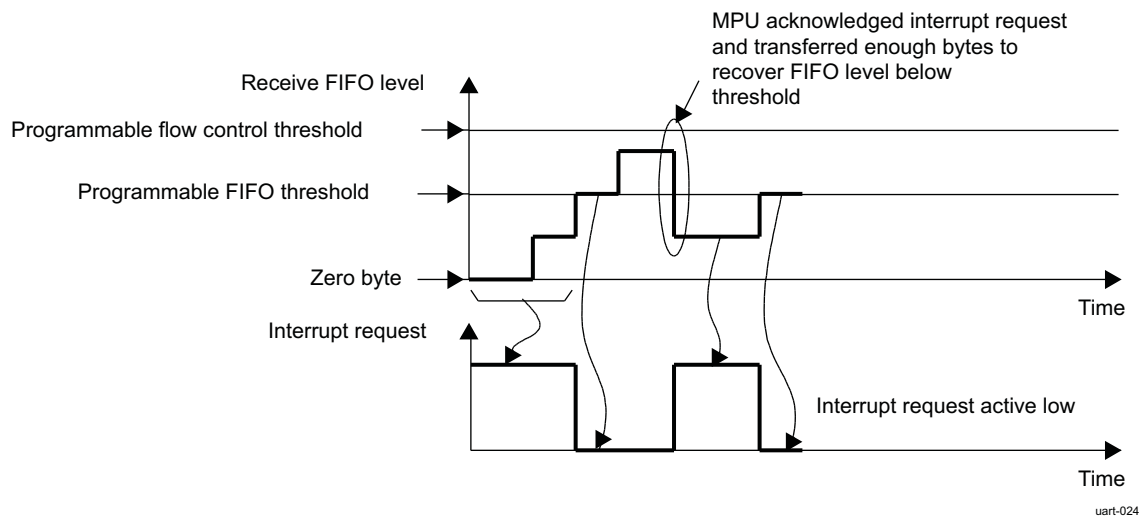 MPU acknowledged interrupt request
and transferred enough bytes to
recover FIFO level below
threshold
Receive FIFO level
Programmable flow control threshold
Programmable FIFO threshold
Zero byte
Time
Interrupt request
Interrupt request active low
Time
uart-024